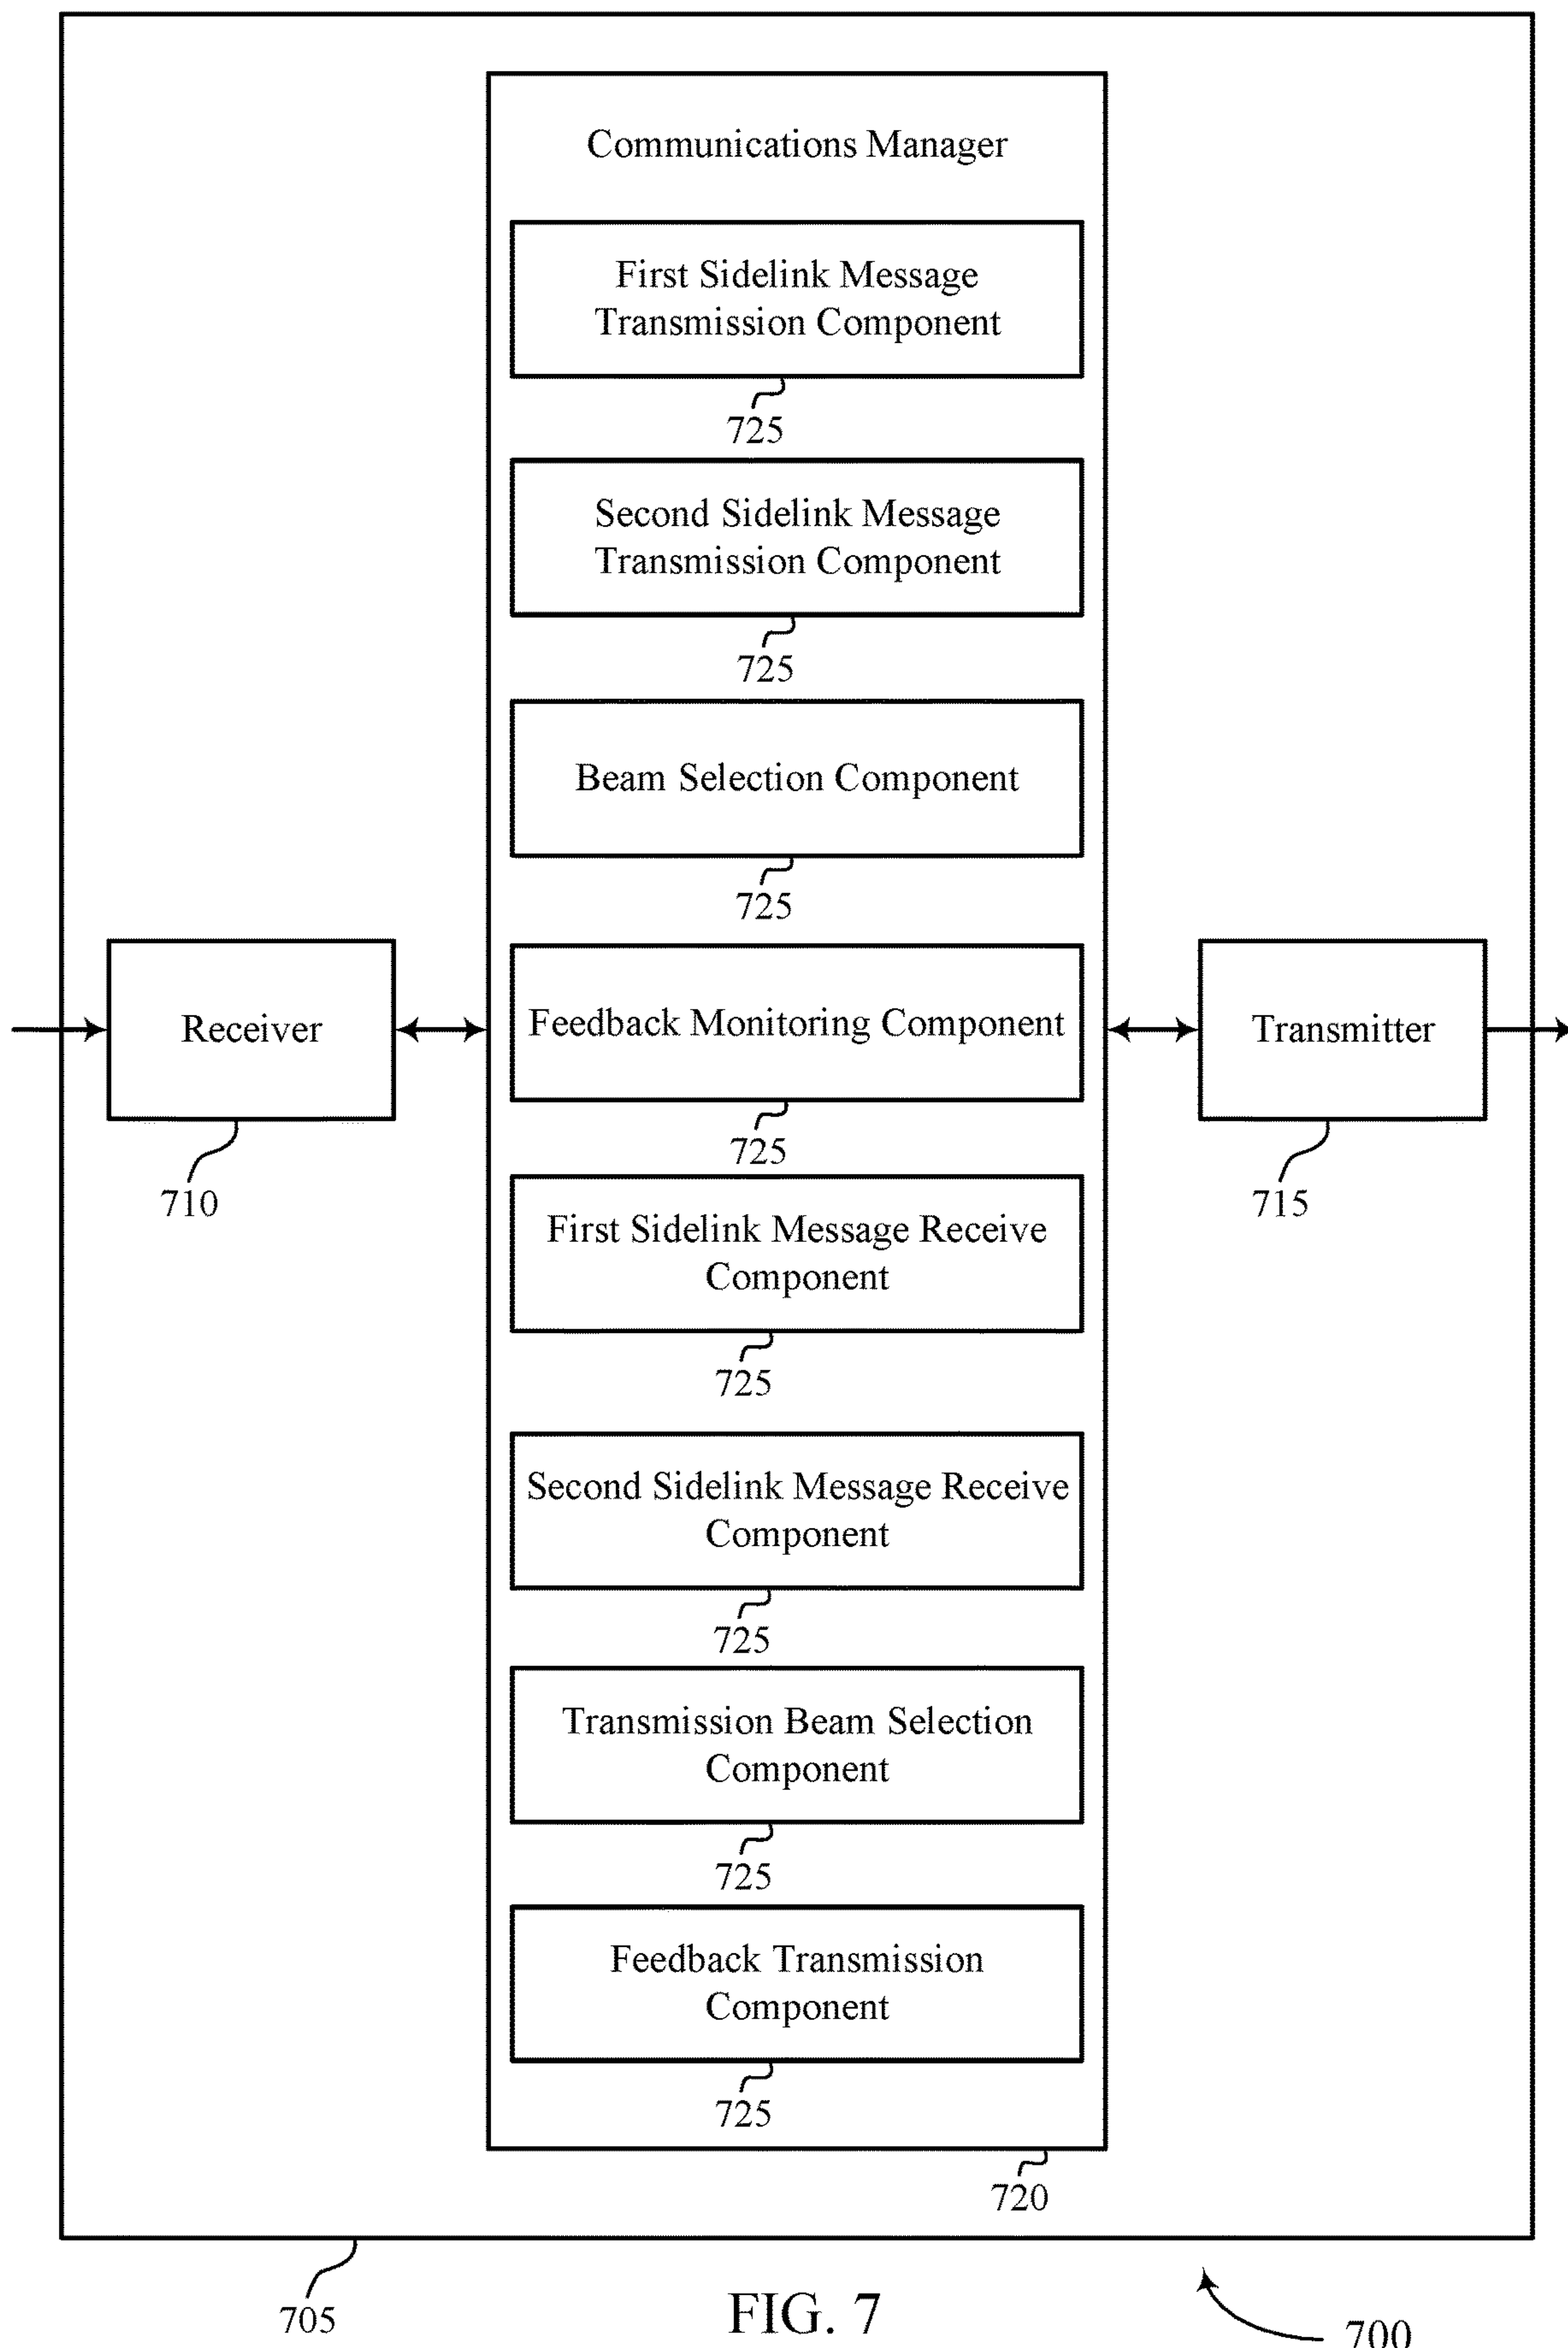 Communications Manager
First Sidelink Message
Transmission Component
725
Second Sidelink Message
Transmission Component
725
Beam Selection Component
725
Receiver
710
Feedback Monitoring Component
725
Transmitter
715
First Sidelink Message Receive
Component
725
Second Sidelink Message Receive
Component
725
Transmission Beam Selection
Component
725
Feedback Transmission
Component
725
720
705
FIG. 7
700